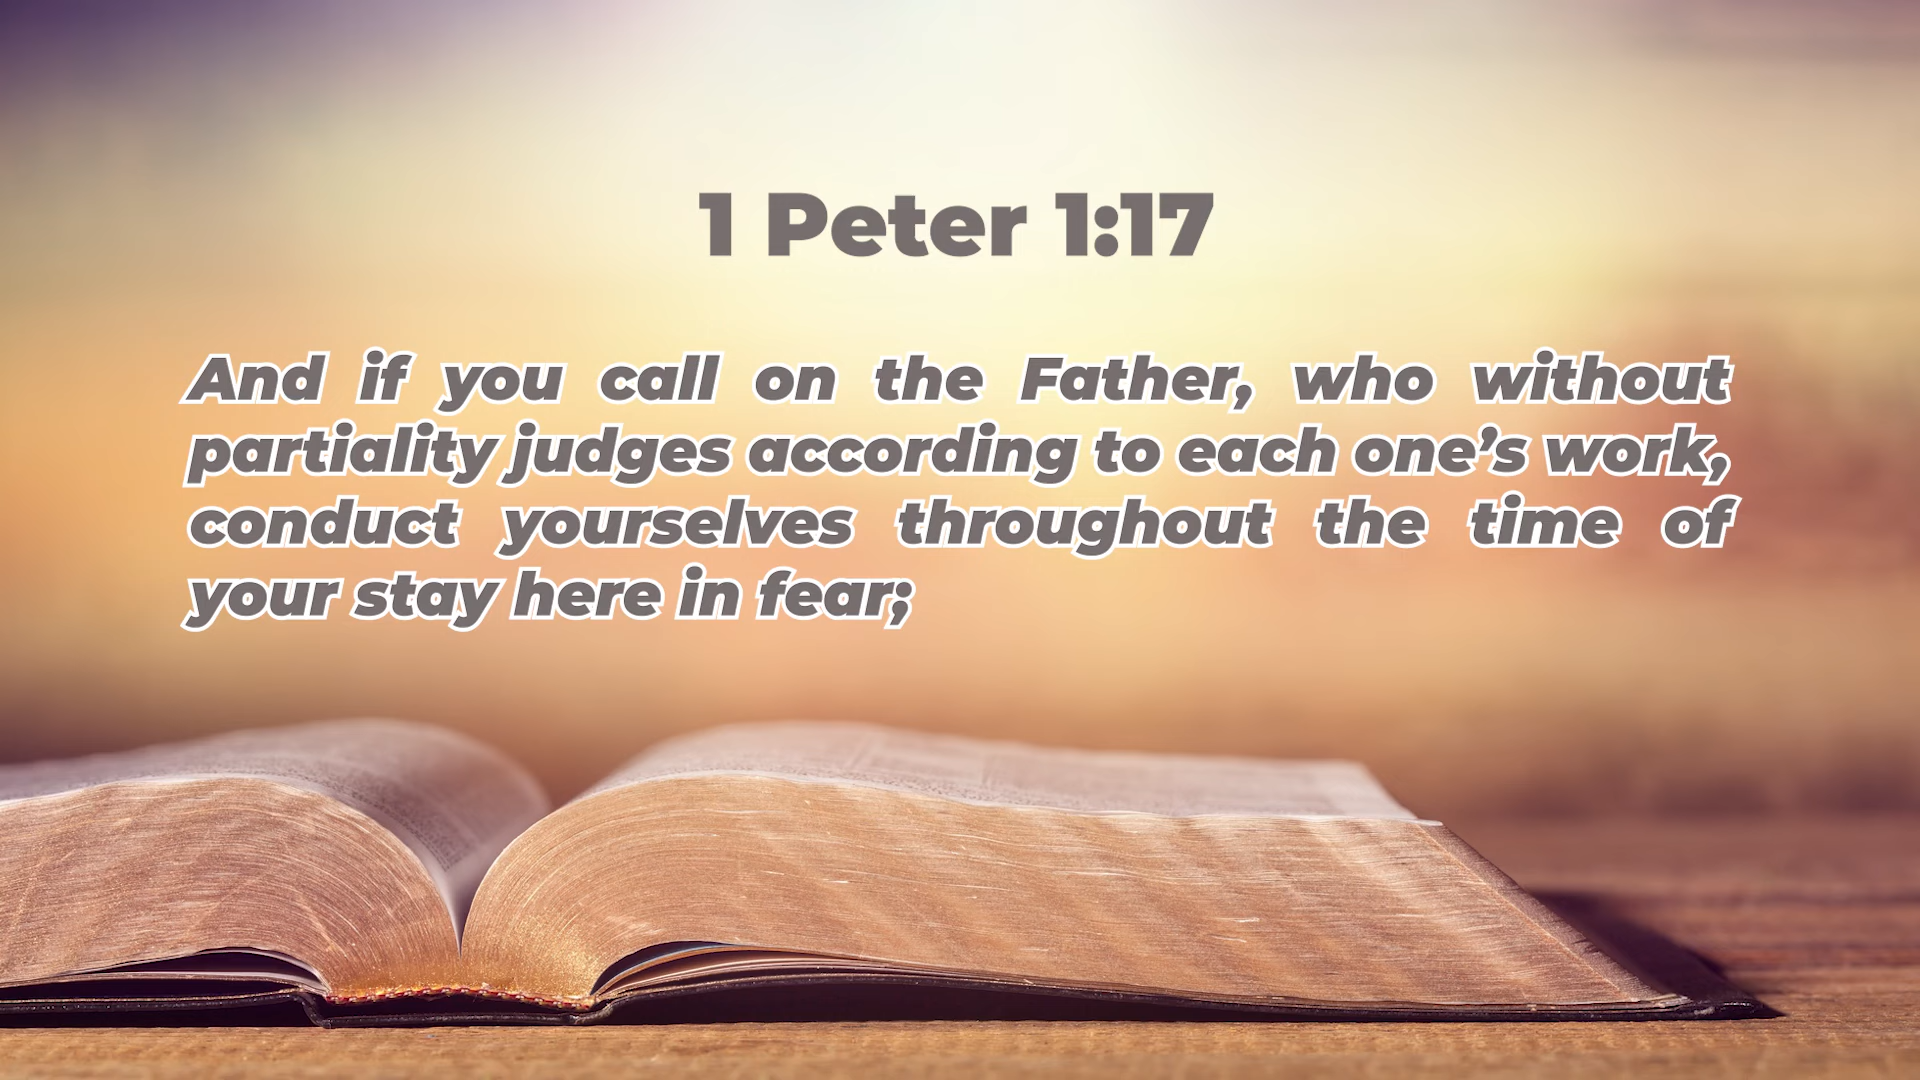 1 Peter 1:17
And if you call on the Father, who without
partiality judges according to each one’s work,
conduct yourselves throughout the time of
your stay here in fear;